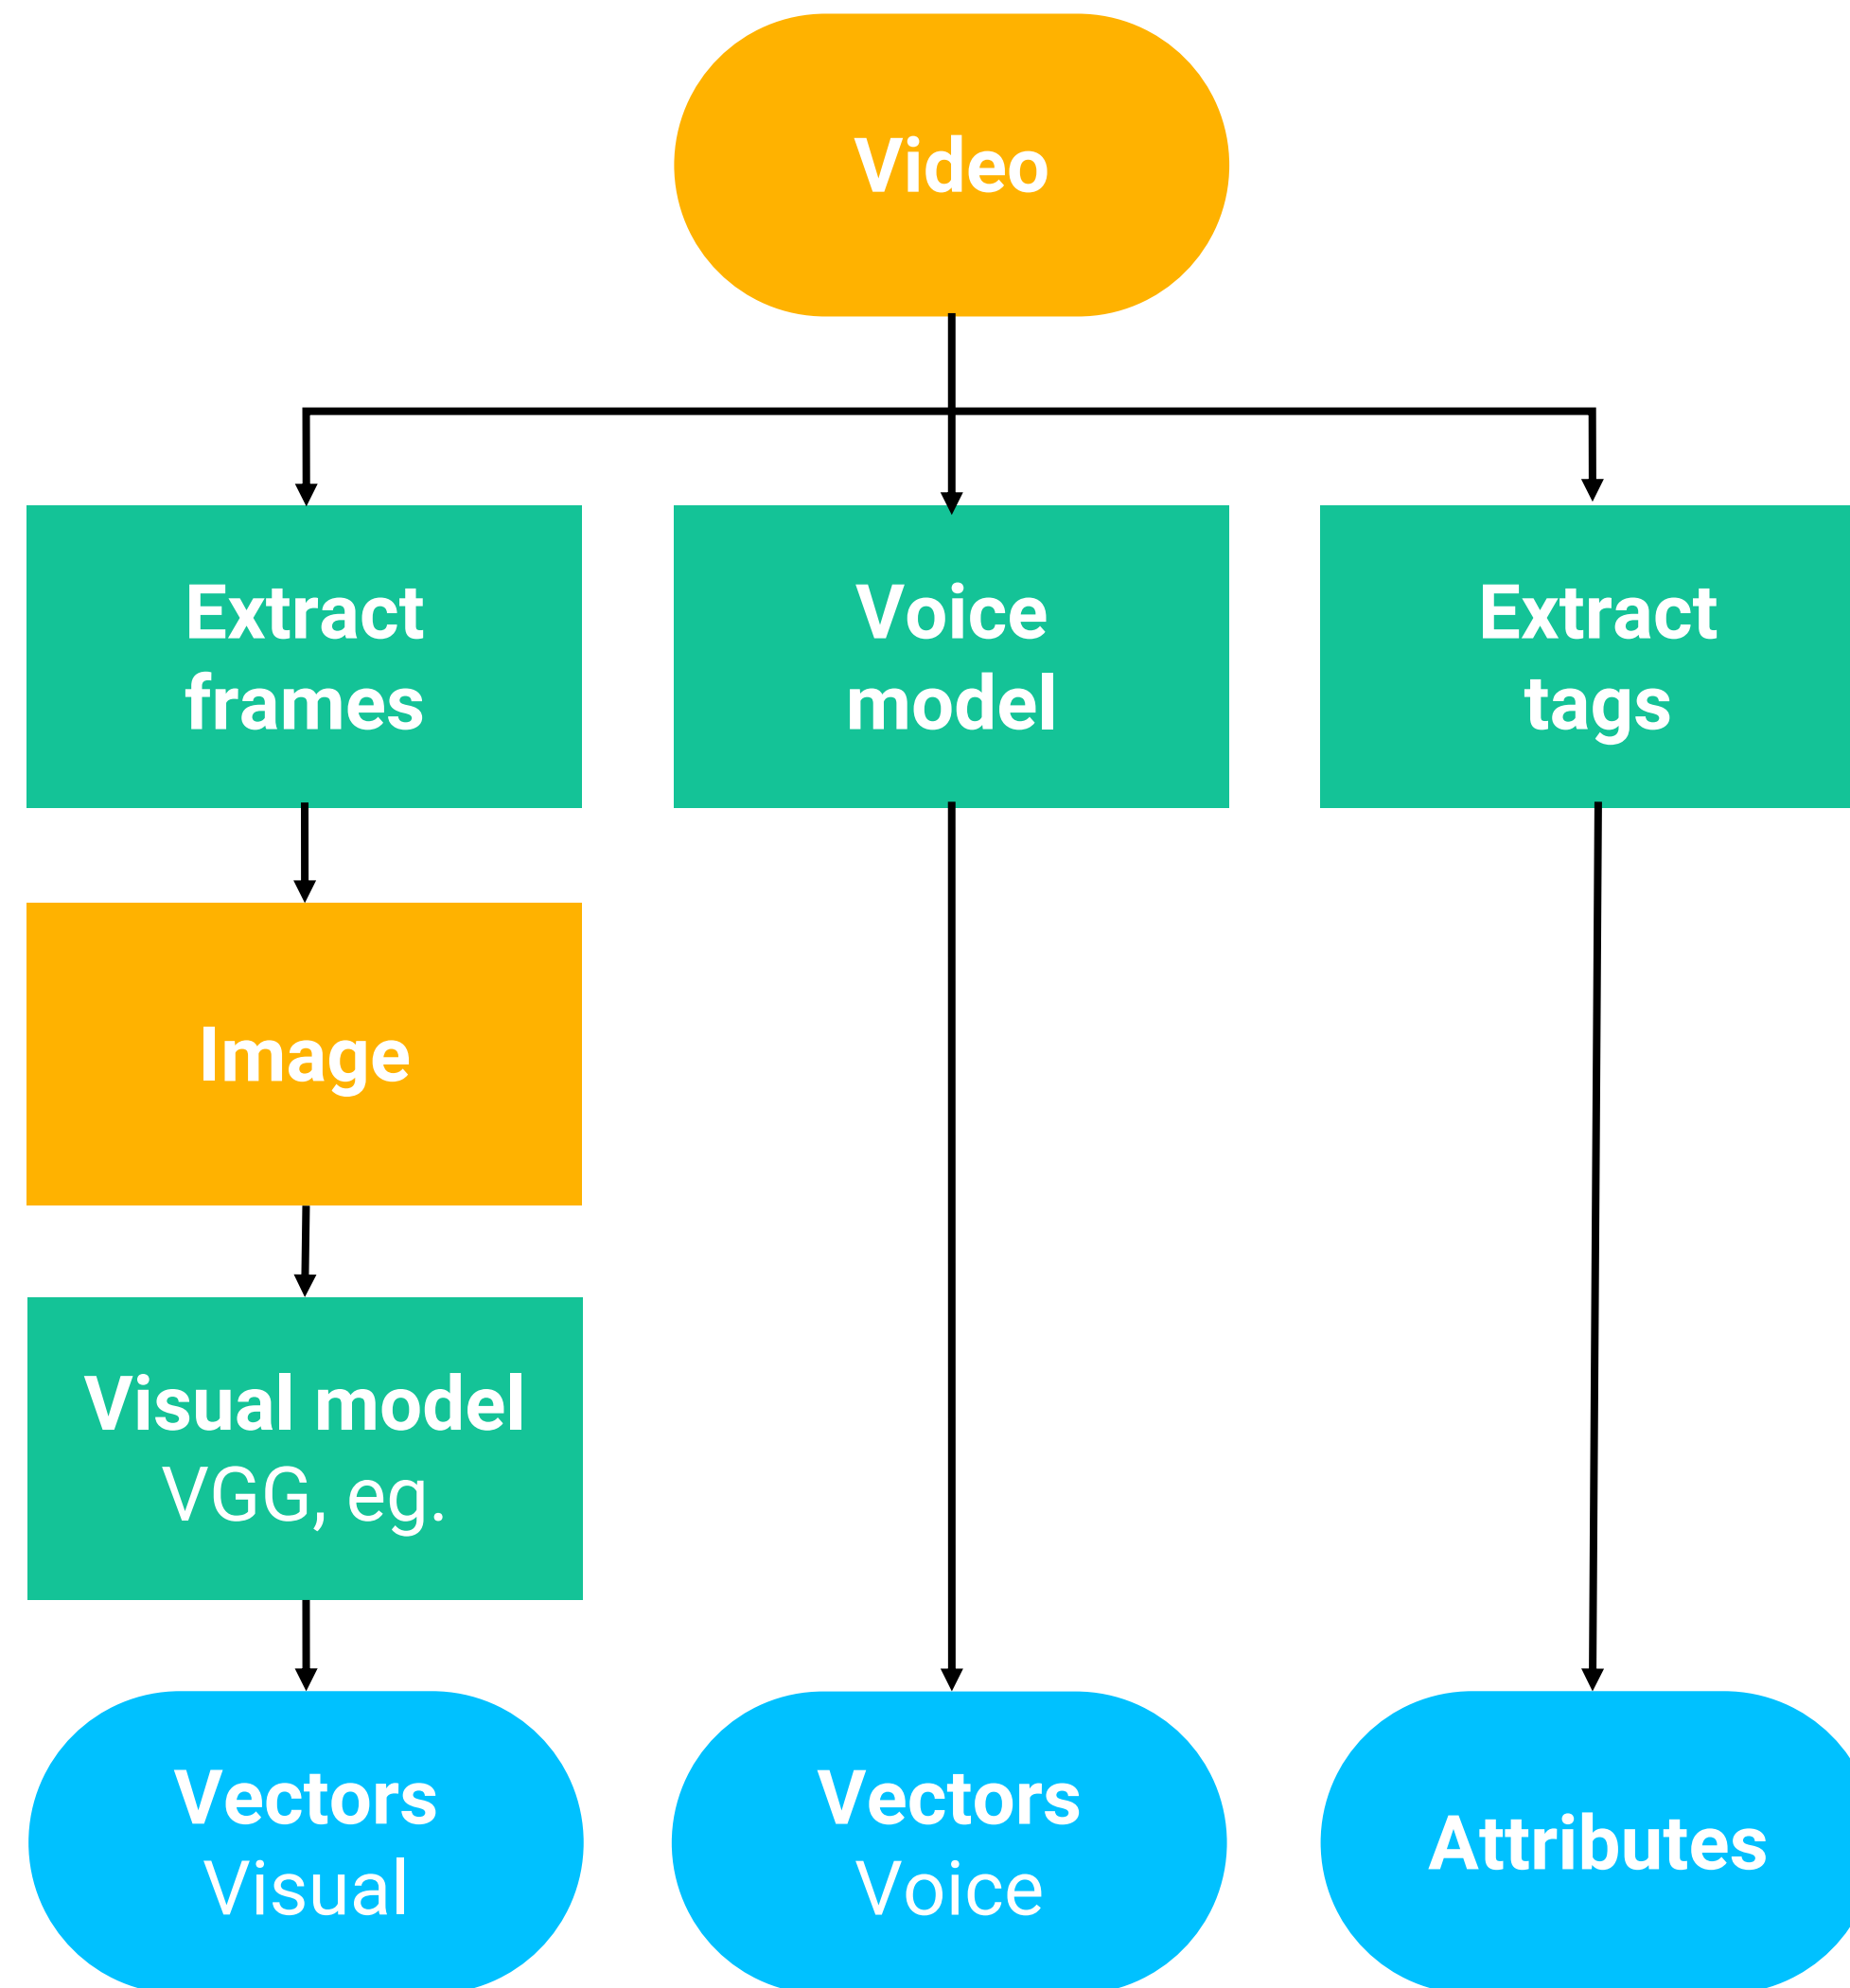 Video
Extract
frames
Voice
model
Extract
tags
Image
Visual model
VGG, eg.
Vectors
Visual
Vectors
Voice
Attributes